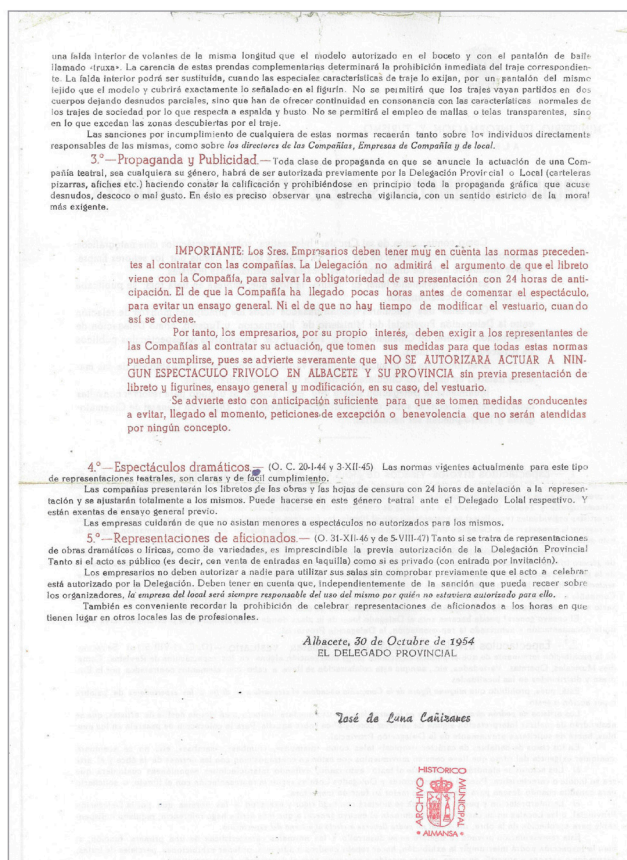 una falda interior de volantes de la misma longitud que el modelo autorizado en el boceto y con el pantalón de baile
llamado «truxa». La carencia de estas prendas complementarias determinará la prohibición inmediata del traje correspondien-
te. La falda interior podrá ser sustituída, cuando las especiales características de traje lo exijan, por un pantalón del mismo
tejido que el modelo y cubrirá exactamente lo señalado en el figurín. No se permitirá que los trajes vayan partidos en dos
cuerpos dejando desnudos parciales, sino que han de ofrecer continuidad en consonancia con las características normales de
los trajes de sociedad por lo que respecta a espalda y busto. No se permitirá el empleo de mallas o telas transparentes, sino
en lo que excedan las zonas descubiertas por el traje.
Las sanciones por incumplimiento de cualquiera de estas normas recaerán tanto sobre los individuos directamente
responsables de las mismas, como sobre los directores de las Compañías, Empresas de Compañía y de local.
3.º—Propaganda y Publicidad.—Toda clase de propaganda en que se anuncie la actuación de una Com-
pañía teatral, sea cualquiera su género, habrá de ser autorizada previamente por la Delegación Provincial o Local (carteleras
pizarras, afiches etc.) haciendo constar la calificación y prohibiéndose en principio toda la propaganda gráfica que acuse
desnudos, descoco o mal gusto. En ésto es preciso observar una estrecha vigilancia, con un sentido estricto de la moral
más exigente.
IMPORTANTE: Los Sres. Empresarios deben tener muy en cuenta las normas preceden-
tes al contratar con las compañías. La Delegación no admitirá el argumento de que el libreto
viene con la Compañía, para salvar la obligatoriedad de su presentación con 24 horas de anti-
cipación. El de que la Compañía ha llegado pocas horas antes de comenzar el espectáculo,
para evitar un ensayo general. Ni el de que no hay tiempo de modificar el vestuario, cuando
así se ordene.
Por tanto, los empresarios, por su propio interés, deben exigir a los representantes de
las Compañías al contratar su actuación, que tomen sus medidas para que todas estas normas
puedan cumplirse, pues se advierte severamente que NO SE AUTORIZARA ACTUAR A NIN-
GUN ESPECTACULO FRIVOLO EN ALBACETE Y SU PROVINCIA sin previa presentación de
libreto y figurines, ensayo general y modificación, en su caso, del vestuario.
Se advierte esto con anticipación suficiente para que se tomen medidas conducentes
a evitar, llegado el momento, peticiones de excepción o benevolencia que no serán atendidas
por ningún concepto.
4.º—Espectáculos dramáticos.—(O. C. 20-I-44 y 3-XII-45) Las normas vigentes actualmente para este tipo
de representaciones teatrales, son claras y de fácil cumplimiento.
Las compañías presentarán los libretos de las obras y las hojas de censura con 24 horas de antelación a la represen-
tación y se ajustarán totalmente a los mismos. Puede hacerse en este género teatral ante el Delegado Lolal respectivo. Y
están exentas de ensayo general previo.
Las empresas cuidarán de que no asistan menores a espectáculos no autorizados para los mismos.
5.º—Representaciones de aficionados.—(O. 31-XII-46 y de 5-VIII-47) Tanto si se tratra de representaciones
de obras dramáticas o líricas, como de variedades, es imprescindible la previa autorización de la Delegación Provincial
Tanto si el acto es público (es decir, con venta de entradas en taquilla) como si es privado (con entrado por invitación).
Los empresarios no deben autorizar a nadie para utilizar sus salas sin comprobar previamente que el acto a celebrar
está autorizado por la Delegación. Deben tener en cuenta que, independientemente de la sanción que pueda recaer sobre
los organizadores, la empresa del local será siempre responsable del uso del mismo por quién no estuviera autorizado para ello.
También es conveniente recordar la prohibición de celebrar representaciones de aficionados a los horas en que
tienen lugar en otros locales las de profesionales.
Albacete, 30 de Octubre de 1954
EL DELEGADO PROVINCIAL
José de Luna Cañizares
HISTORICO
ARCHIVO
MUNICIPAL
* ALMANSA *